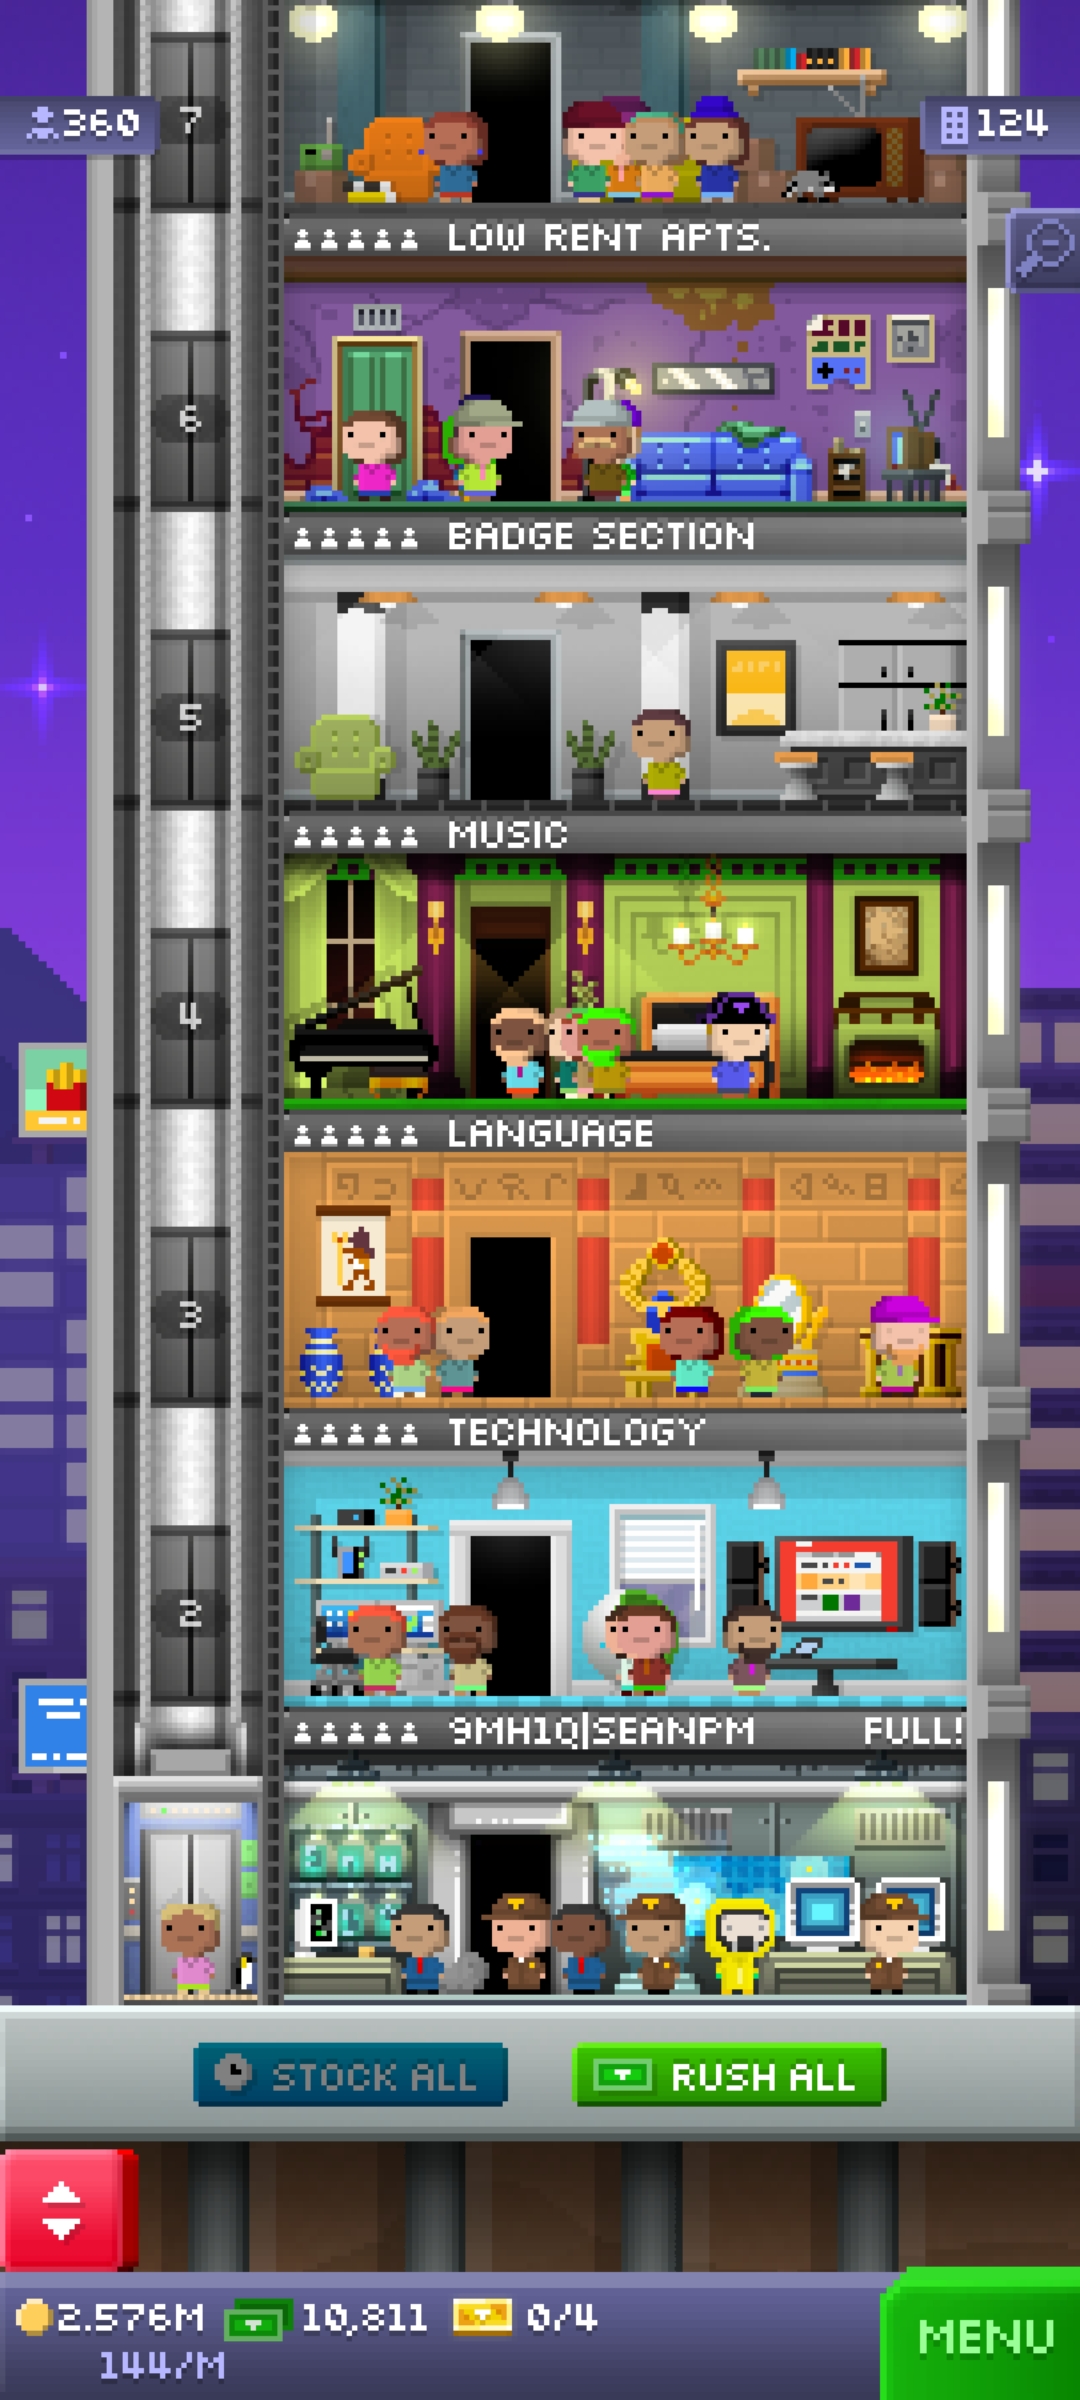 7
360
124
LOW RENT APTS.
6
BADGE SECTION
5
MUSIC
4
LANGUAGE
3
TECHNOLOGY
2
9MH1Q|SEANPM FULL!
STOCK ALL
RUSH ALL
2.576M 10,811 0/4
144/M
MENU